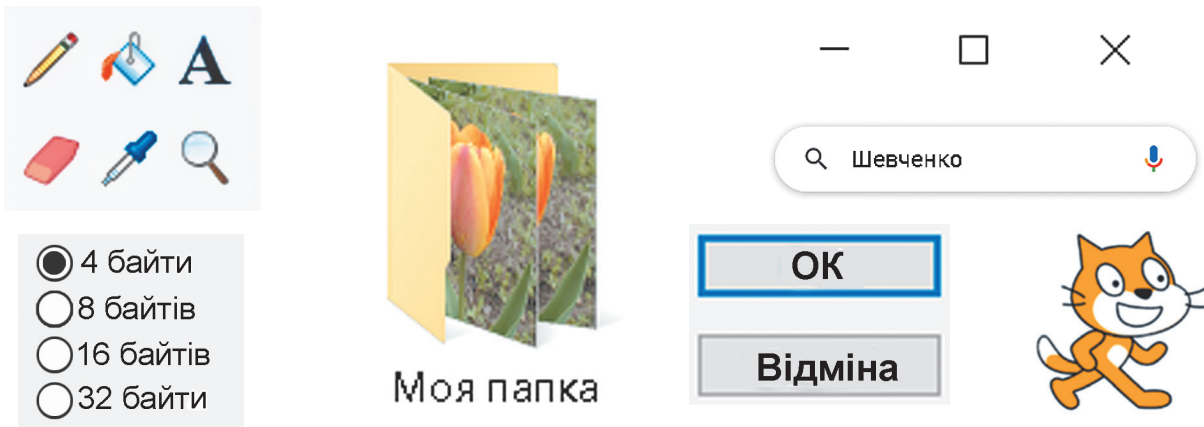 A
4 байти
8 байтів
16 байтів
32 байти
Моя папка
Шевченко
ОК
Відміна